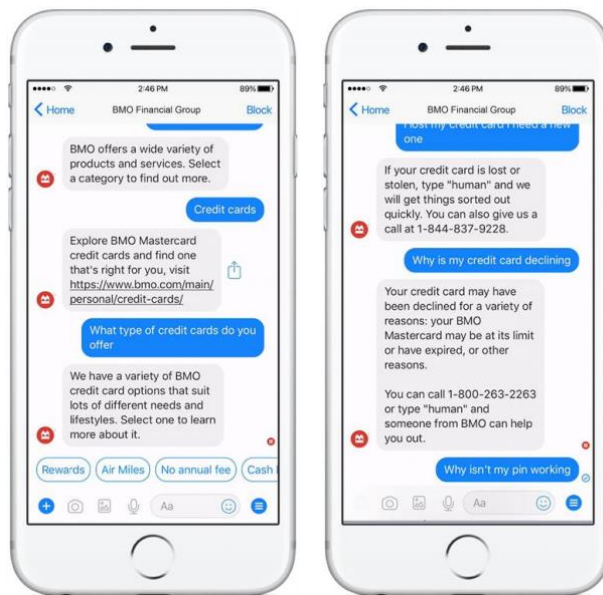 2:46 PM
89%
Home
BMO Financial Group
Block
BMO offers a wide variety of
products and services. Select
a category to find out more.
Credit cards
Explore BMO Mastercard
credit cards and find one
that's right for you, visit
https://www.bmo.com/main/
personal/credit-cards/
What type of credit cards do you
offer
We have a variety of BMO
credit card options that suit
lots of different needs and
lifestyles. Select one to learn
more about it.
Rewards
Air Miles
No annual fee
Cash
Aa
2:46 PM
89%
Home
BMO Financial Group
Block
I lost my credit card I need a new
one
If your credit card is lost or
stolen, type "human" and we
will get things sorted out
quickly. You can also give us a
call at 1-844-837-9228.
Why is my credit card declining
Your credit card may have
been declined for a variety of
reasons: your BMO
Mastercard may be at its limit
or have expired, or other
reasons.
You can call 1-800-263-2263
or type "human" and
someone from BMO can help
you out.
Why isn't my pin working
Aa